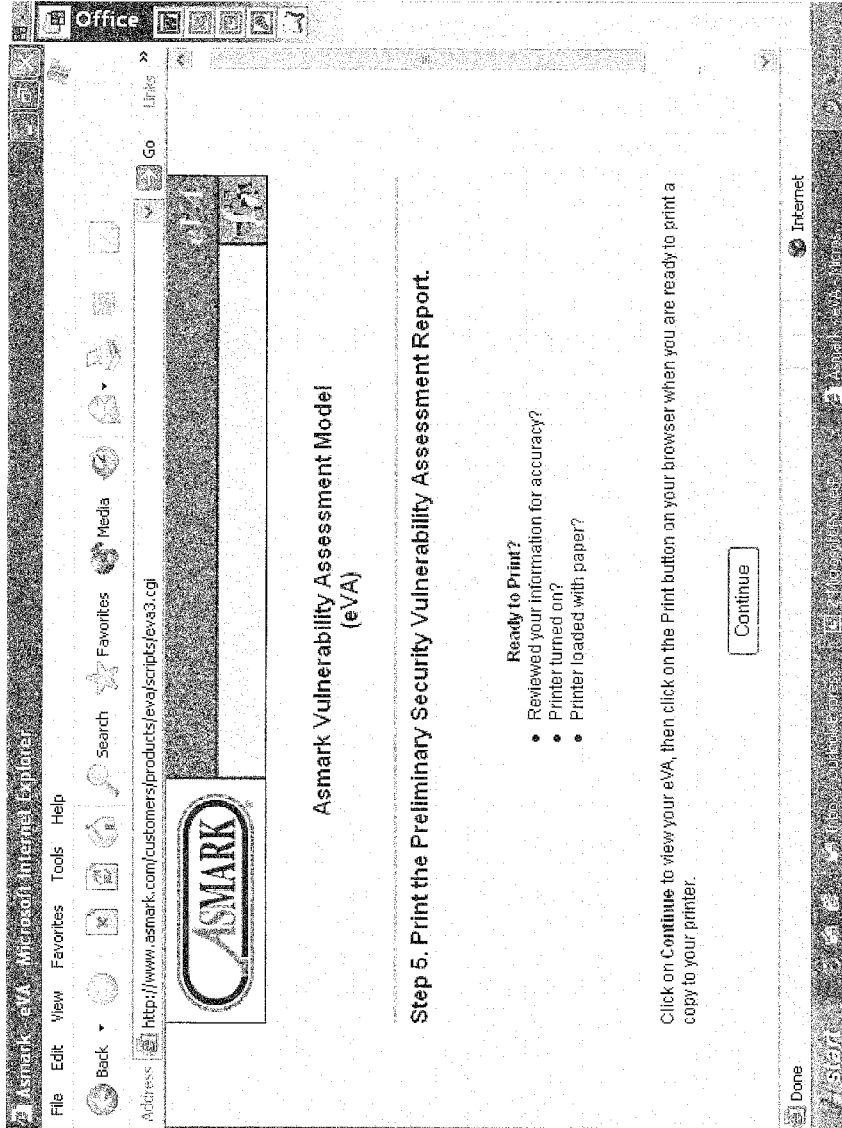 Asmark - eVA - Microsoft Internet Explorer
File Edit View Favorites Tools Help
Back Search Favorites Media
Address http://www.asmark.com/customers/products/eva/scripts/eva3.cgi Go Links »
Office
ASMARK
eVA
Asmark Vulnerability Assessment Model
(eVA)
Step 5. Print the Preliminary Security Vulnerability Assessment Report.
Ready to Print?
• Reviewed your information for accuracy?
• Printer turned on?
• Printer loaded with paper?
Click on Continue to view your eVA, then click on the Print button on your browser when you are ready to print a
copy to your printer.
Continue
Done Internet
start